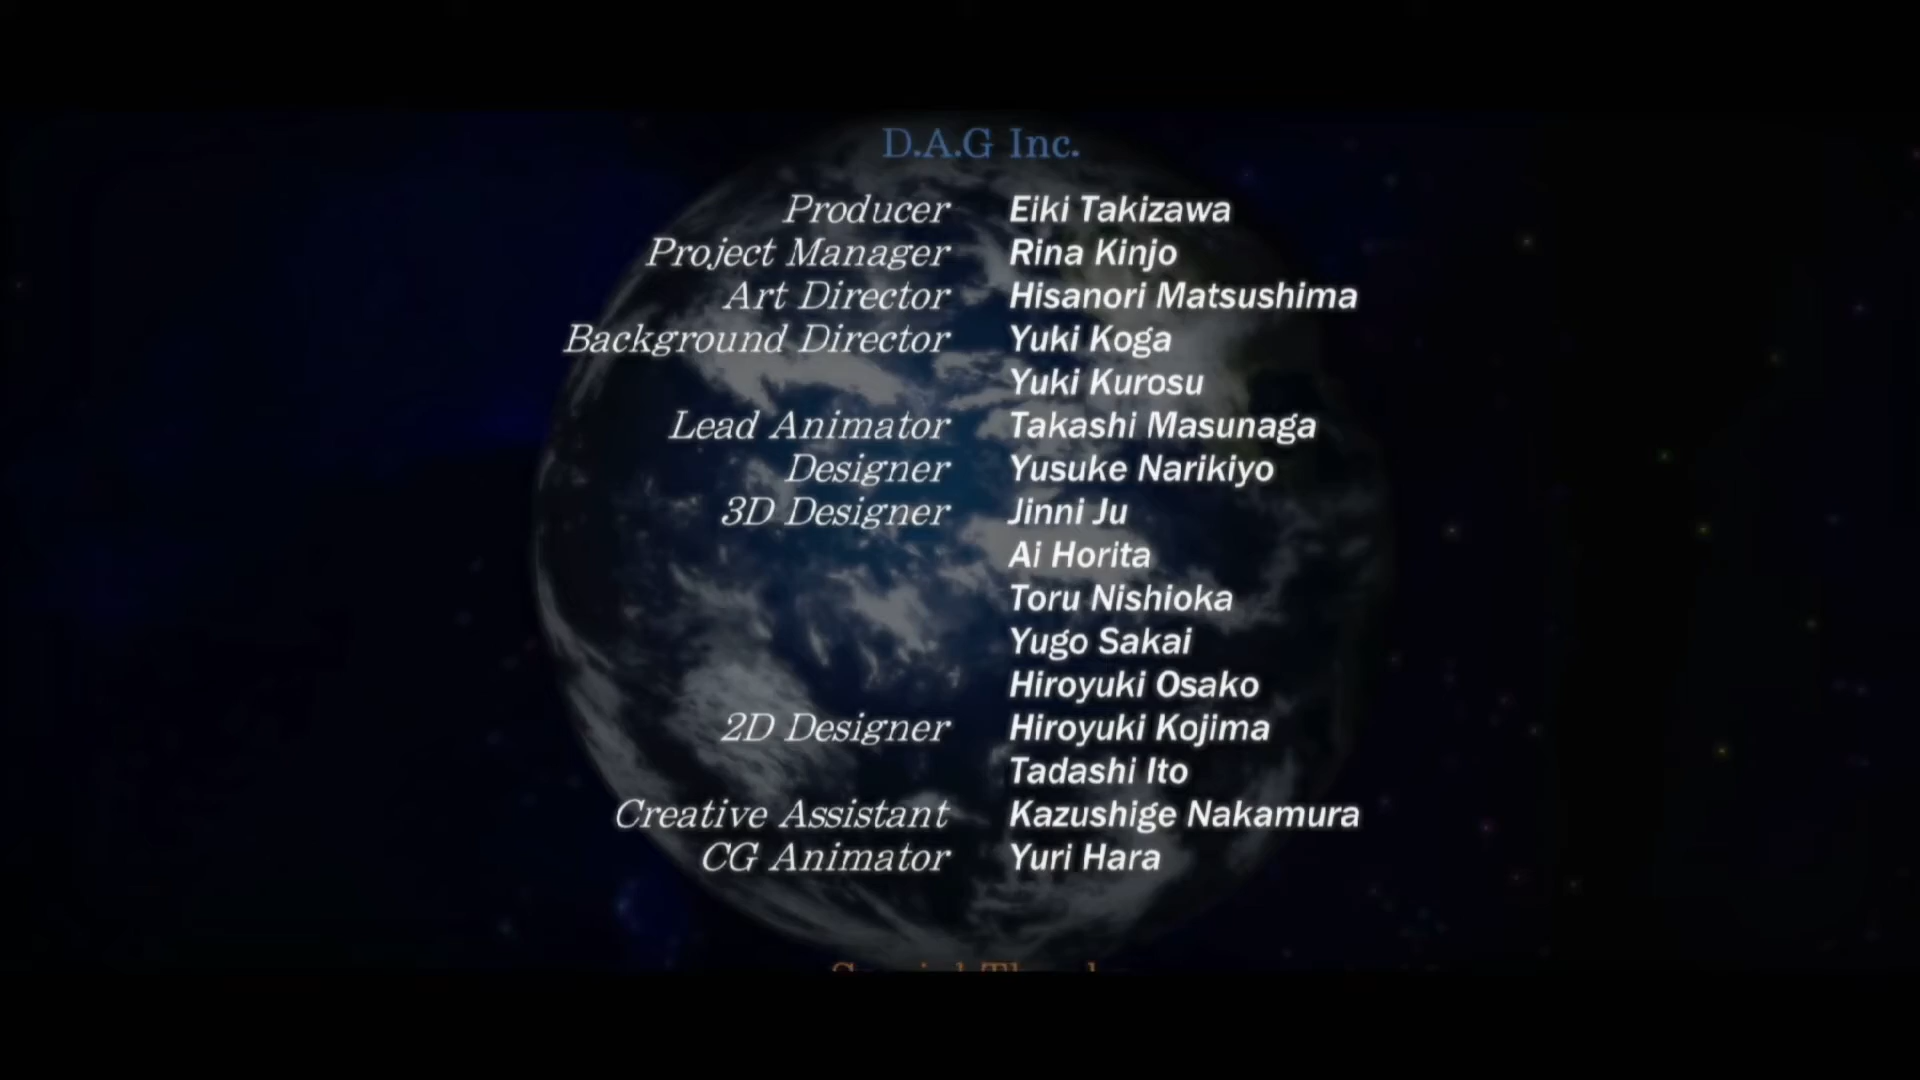 D.A.G Inc.
Producer Eiki Takizawa
Project Manager Rina Kinjo
Art Director Hisanori Matsushima
Background Director Yuki Koga
Yuki Kurosu
Lead Animator Takashi Masunaga
Designer Yusuke Narikiyo
3D Designer Jinni Ju
Ai Horita
Toru Nishioka
Yugo Sakai
Hiroyuki Osako
2D Designer Hiroyuki Kojima
Tadashi Ito
Creative Assistant Kazushige Nakamura
CG Animator Yuri Hara